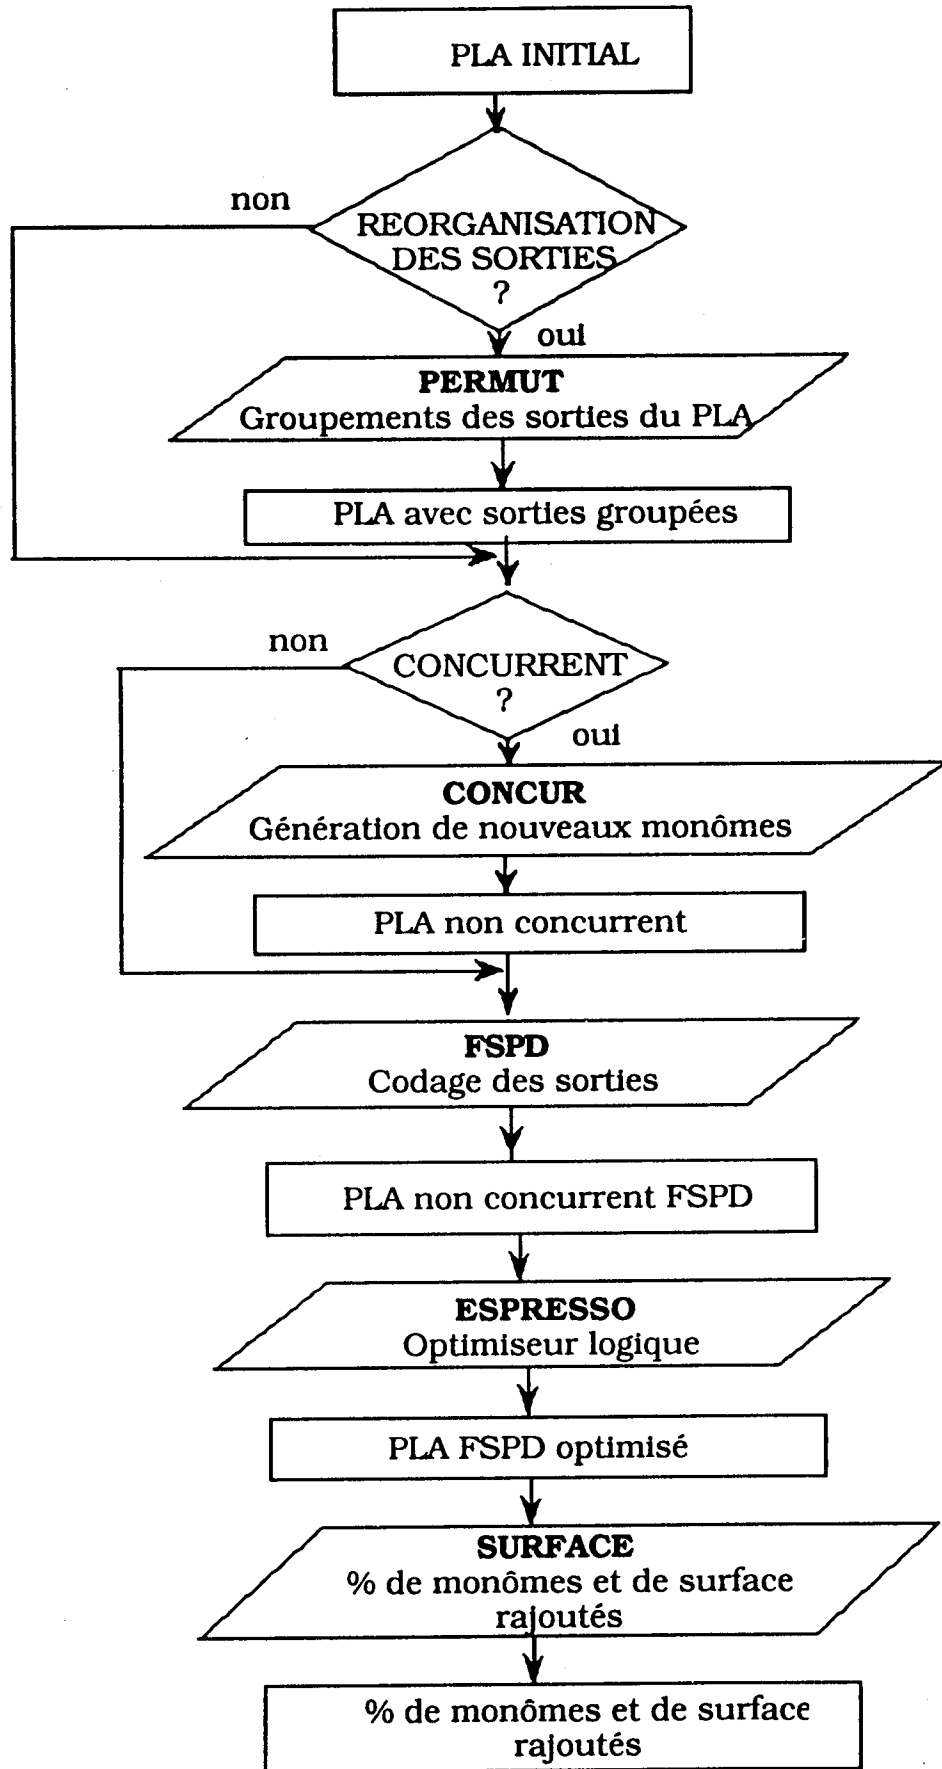 PLA INITIAL
non
REORGANISATION
DES SORTIES
?
oui
PERMUT
Groupements des sorties du PLA
PLA avec sorties groupées
non
CONCURRENT
?
oui
CONCUR
Génération de nouveaux monômes
PLA non concurrent
FSPD
Codage des sorties
PLA non concurrent FSPD
ESPRESSO
Optimiseur logique
PLA FSPD optimisé
SURFACE
% de monômes et de surface
rajoutés
% de monômes et de surface
rajoutés